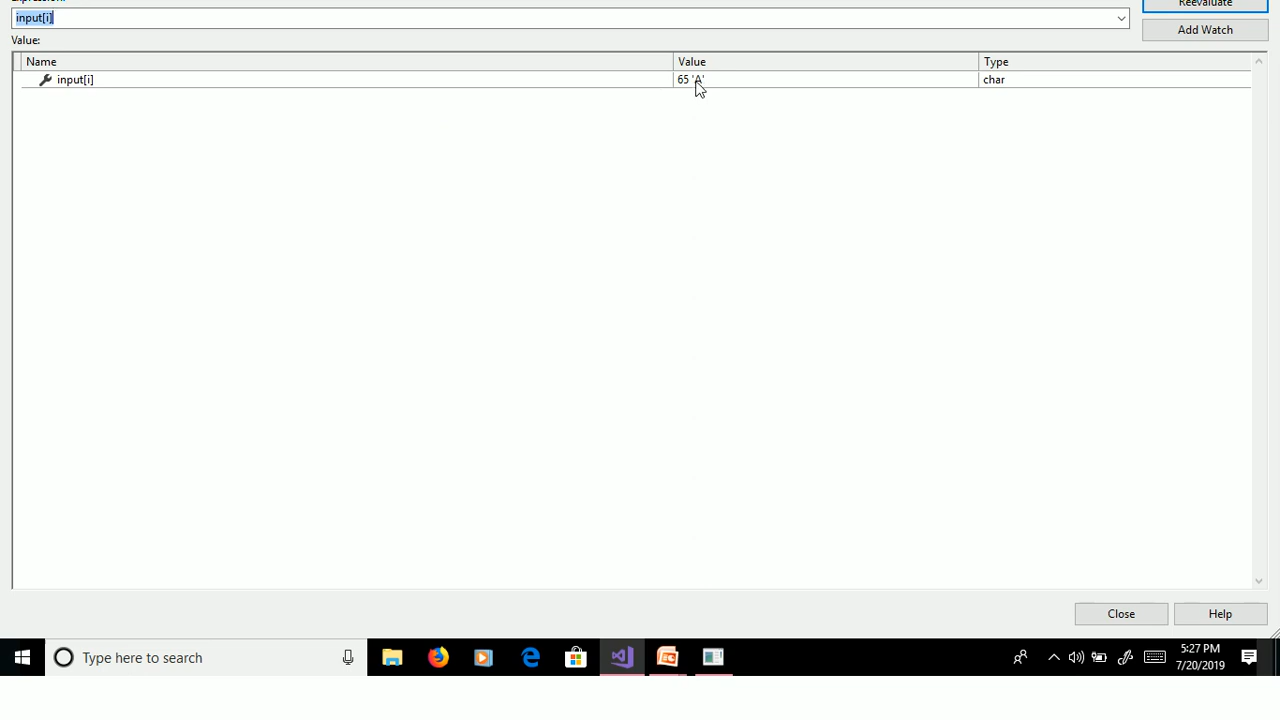 Expression:
Reevaluate
input[i]
Add Watch
Value:
Name Value Type
input[i] 65 'A' char
Close Help
Type here to search
5:27 PM
7/20/2019